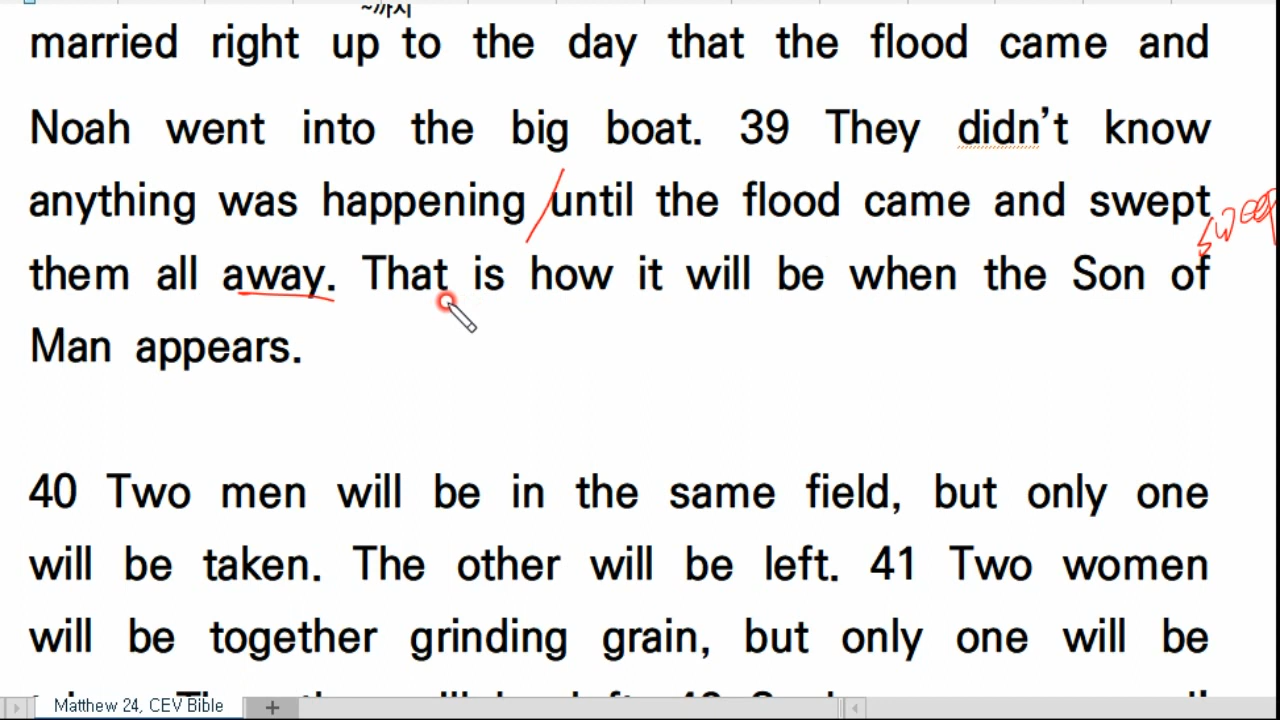 ~까지
married right up to the day that the flood came and
Noah went into the big boat. 39 They didn't know
anything was happening until the flood came and swept
sweep
them all away. That is how it will be when the Son of
Man appears.
40 Two men will be in the same field, but only one
will be taken. The other will be left. 41 Two women
will be together grinding grain, but only one will be
Matthew 24, CEV Bible